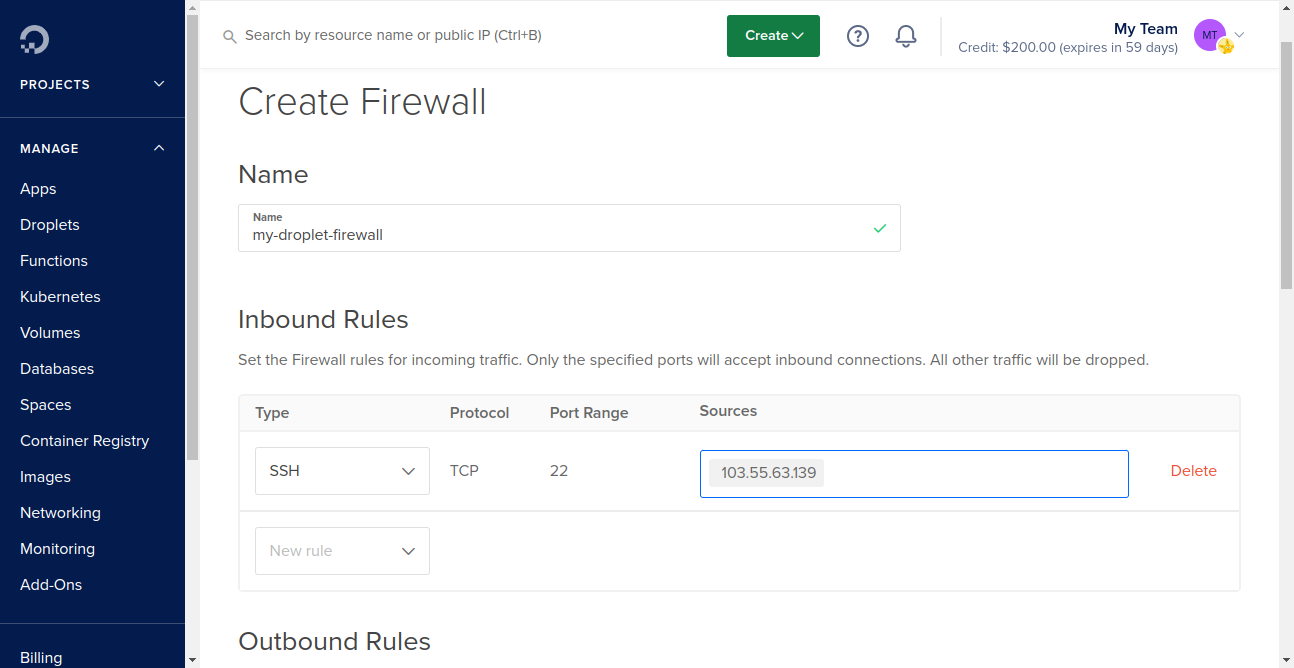 Search by resource name or public IP (Ctrl+B)
Create
My Team
Credit: $200.00 (expires in 59 days)
MT
PROJECTS
MANAGE
Apps
Droplets
Functions
Kubernetes
Volumes
Databases
Spaces
Container Registry
Images
Networking
Monitoring
Add-Ons
Billing
Create Firewall
Name
Name
my-droplet-firewall
Inbound Rules
Set the Firewall rules for incoming traffic. Only the specified ports will accept inbound connections. All other traffic will be dropped.
Type Protocol Port Range Sources
SSH TCP 22 103.55.63.139 Delete
New rule
Outbound Rules